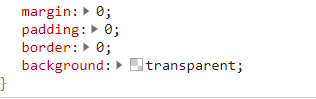 margin: 0;
padding: 0;
border: 0;
background: transparent;
}